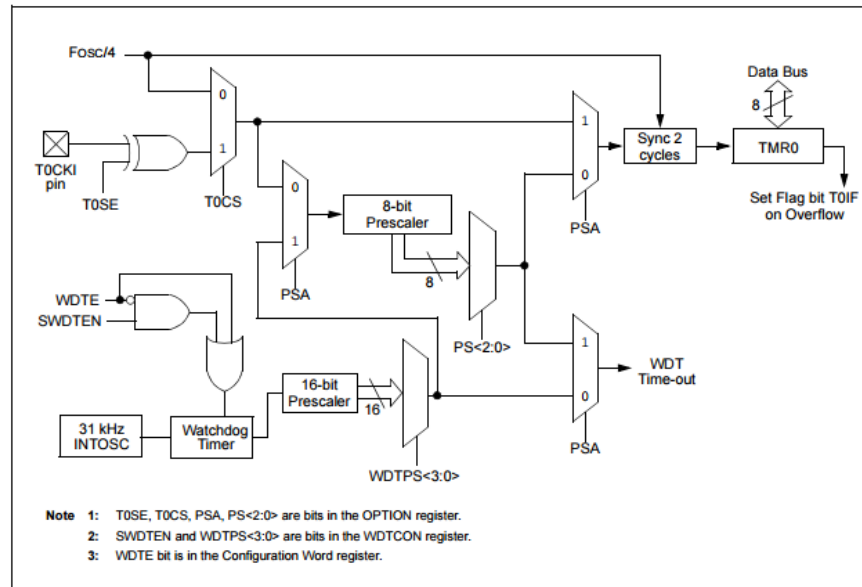 Fosc/4
Data Bus
8
0
1
T0CKI
pin
T0SE
T0CS
0
1
PSA
8-bit
Prescaler
8
PS<2:0>
1
0
PSA
Sync 2
cycles
TMR0
Set Flag bit T0IF
on Overflow
WDTE
SWDTEN
31 kHz
INTOSC
Watchdog
Timer
16-bit
Prescaler
16
WDTPS<3:0>
1
0
PSA
WDT
Time-out
Note 1: T0SE, T0CS, PSA, PS<2:0> are bits in the OPTION register.
2: SWDTEN and WDTPS<3:0> are bits in the WDTCON register.
3: WDTE bit is in the Configuration Word register.